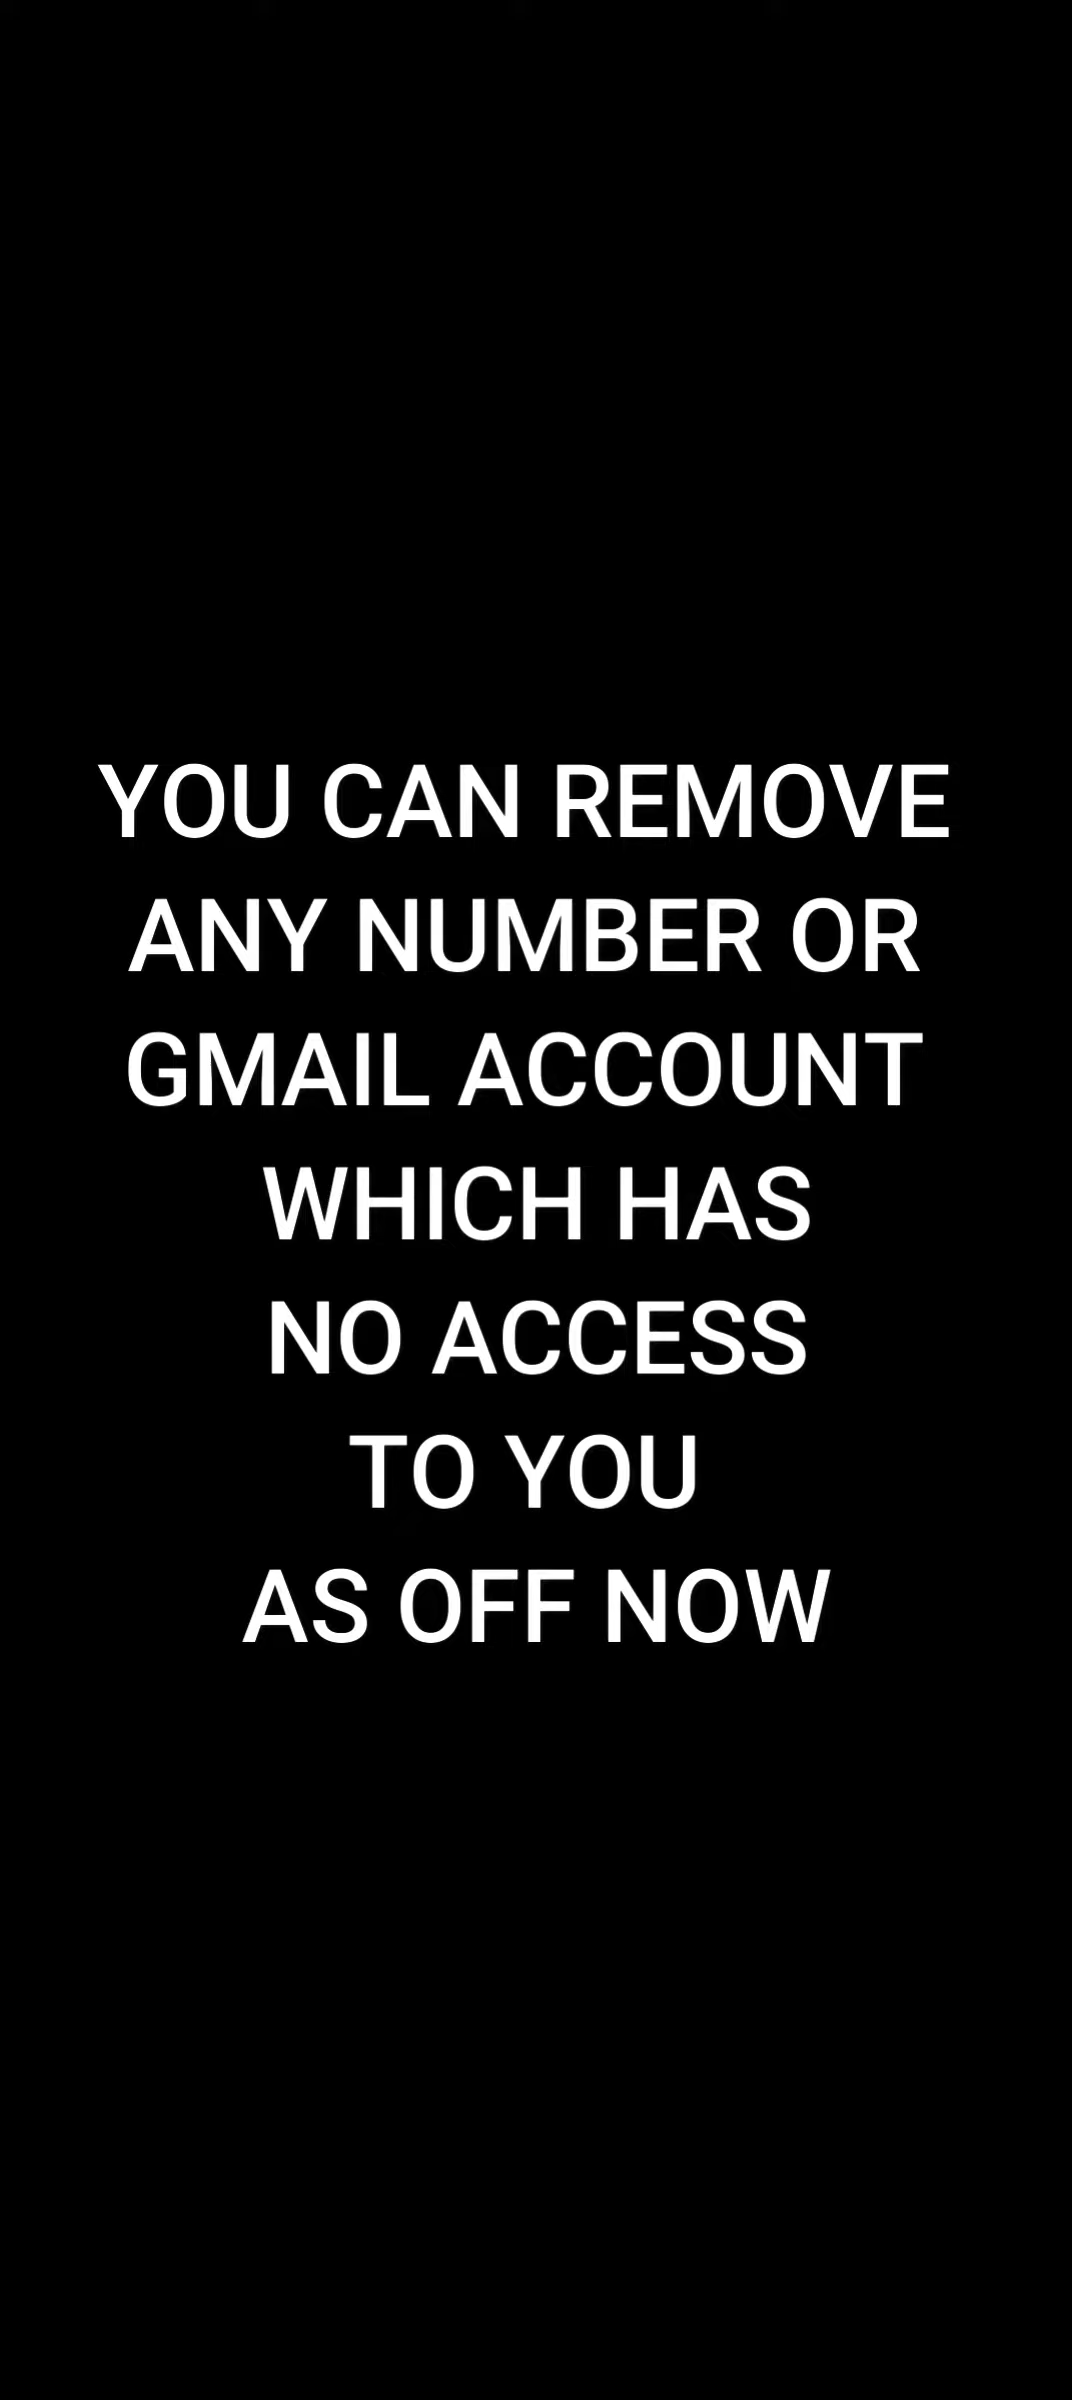 YOU CAN REMOVE
ANY NUMBER OR
GMAIL ACCOUNT
WHICH HAS
NO ACCESS
TO YOU
AS OFF NOW